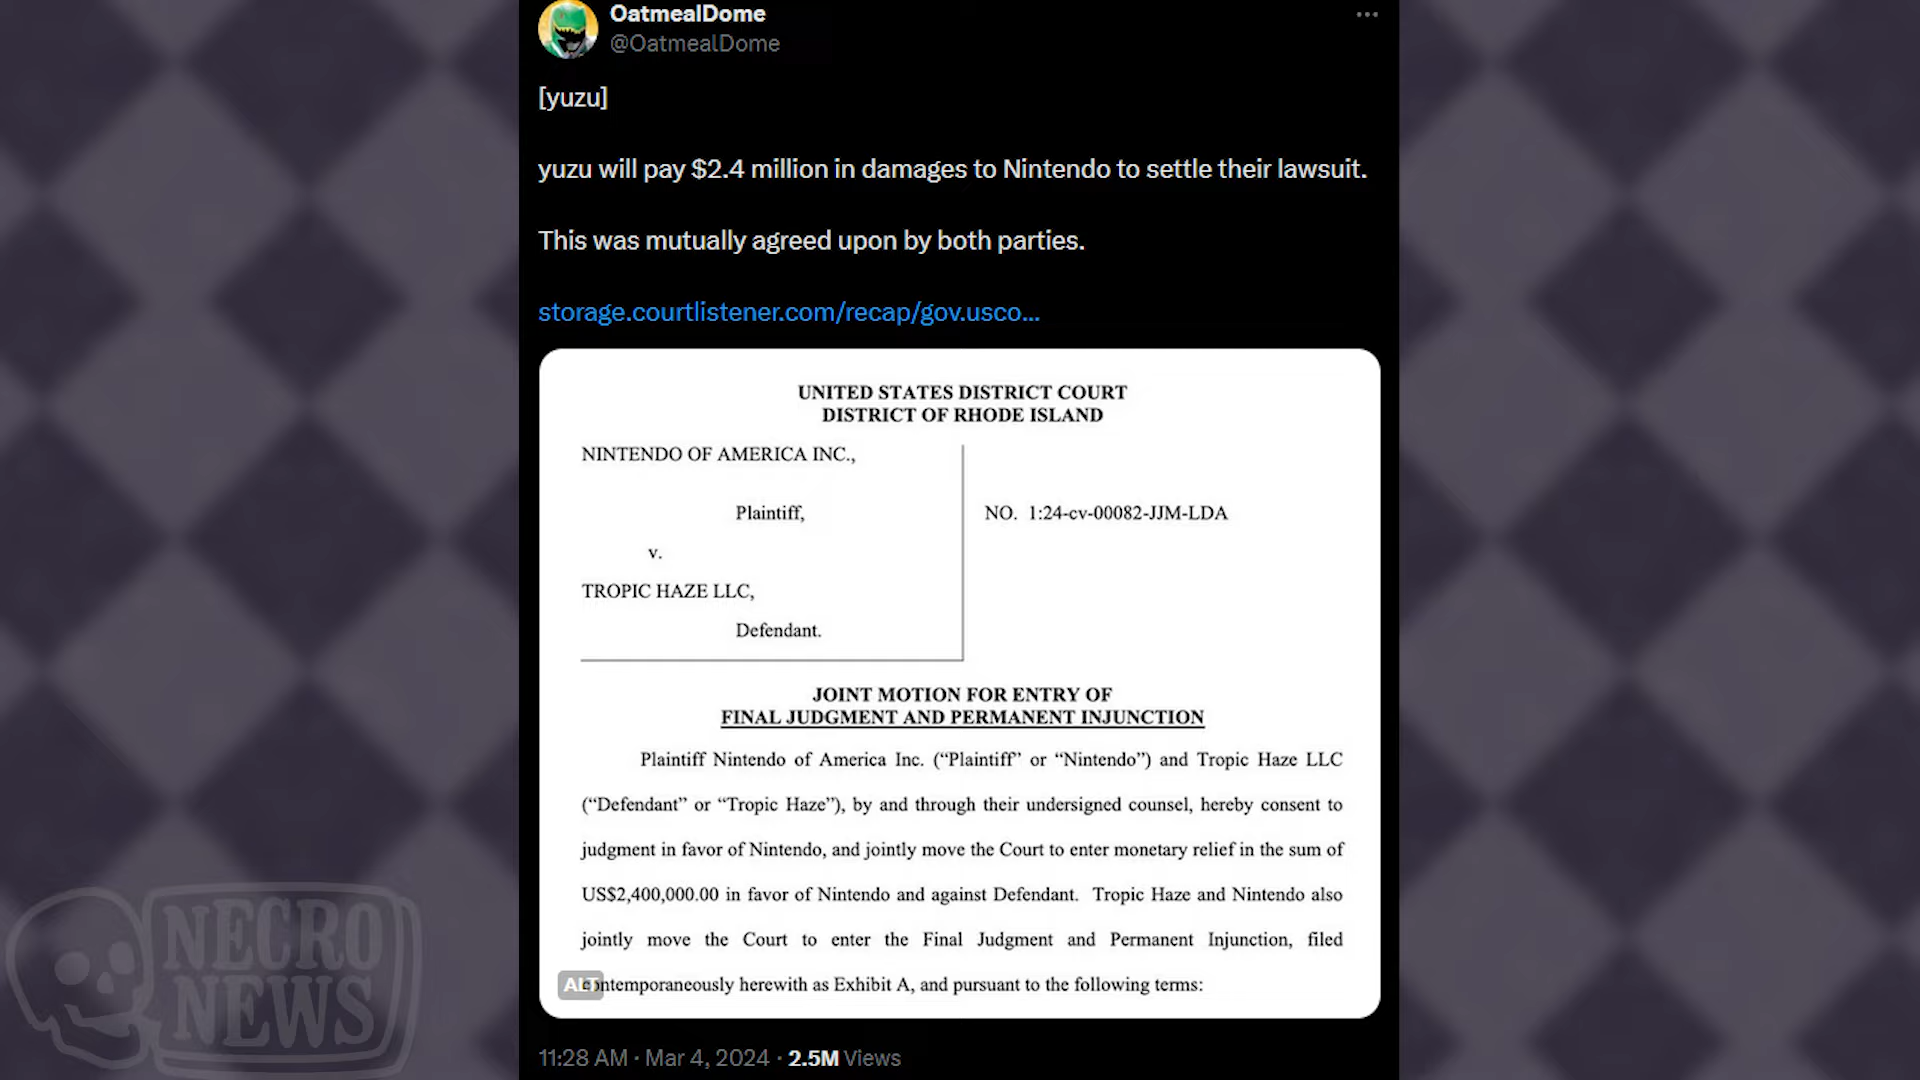 OatmealDome
@OatmealDome
[yuzu]
yuzu will pay $2.4 million in damages to Nintendo to settle their lawsuit.
This was mutually agreed upon by both parties.
storage.courtlistener.com/recap/gov.usco...
UNITED STATES DISTRICT COURT
DISTRICT OF RHODE ISLAND
NINTENDO OF AMERICA INC.,
Plaintiff,
v.
TROPIC HAZE LLC,
Defendant.
NO. 1:24-cv-00082-JJM-LDA
JOINT MOTION FOR ENTRY OF
FINAL JUDGMENT AND PERMANENT INJUNCTION
Plaintiff Nintendo of America Inc. (“Plaintiff” or “Nintendo”) and Tropic Haze LLC
(“Defendant” or “Tropic Haze”), by and through their undersigned counsel, hereby consent to
judgment in favor of Nintendo, and jointly move the Court to enter monetary relief in the sum of
US$2,400,000.00 in favor of Nintendo and against Defendant. Tropic Haze and Nintendo also
jointly move the Court to enter the Final Judgment and Permanent Injunction, filed
contemporaneously herewith as Exhibit A, and pursuant to the following terms:
ALT
11:28 AM · Mar 4, 2024 · 2.5M Views
NECRO
NEWS